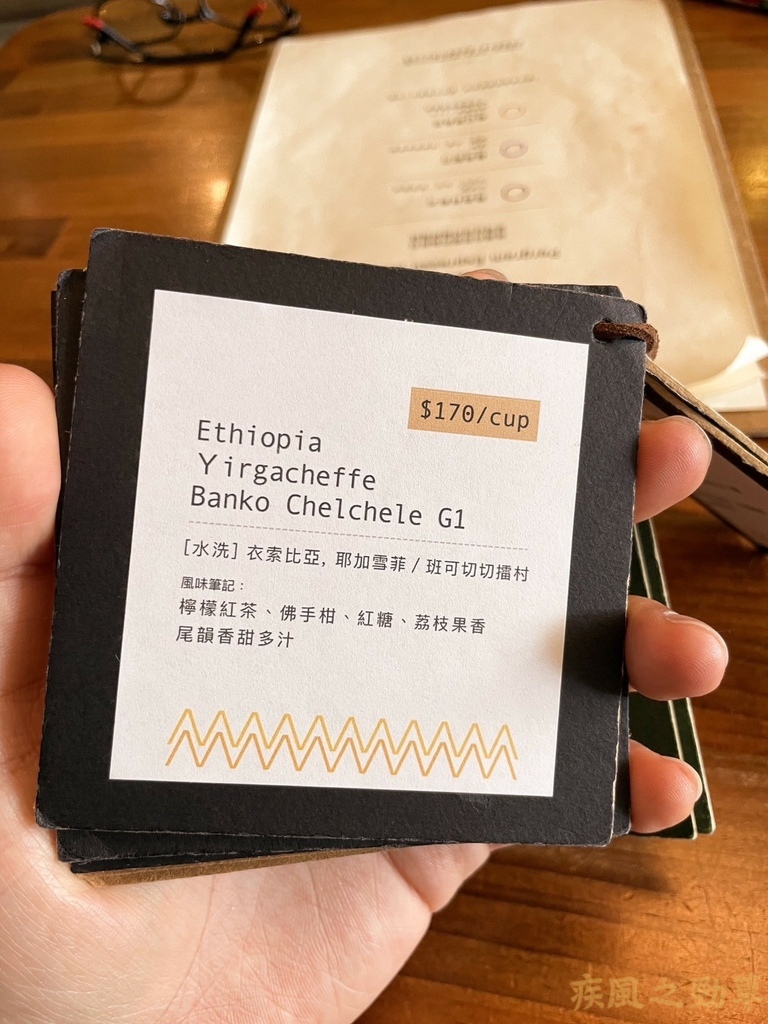 $170/cup
Ethiopia
Yirgacheffe
Banko Chelchele G1
[水洗] 衣索比亞, 耶加雪菲 / 班可切切擂村
風味筆記：
檸檬紅茶、佛手柑、紅糖、荔枝果香
尾韻香甜多汁
疾風之勁草